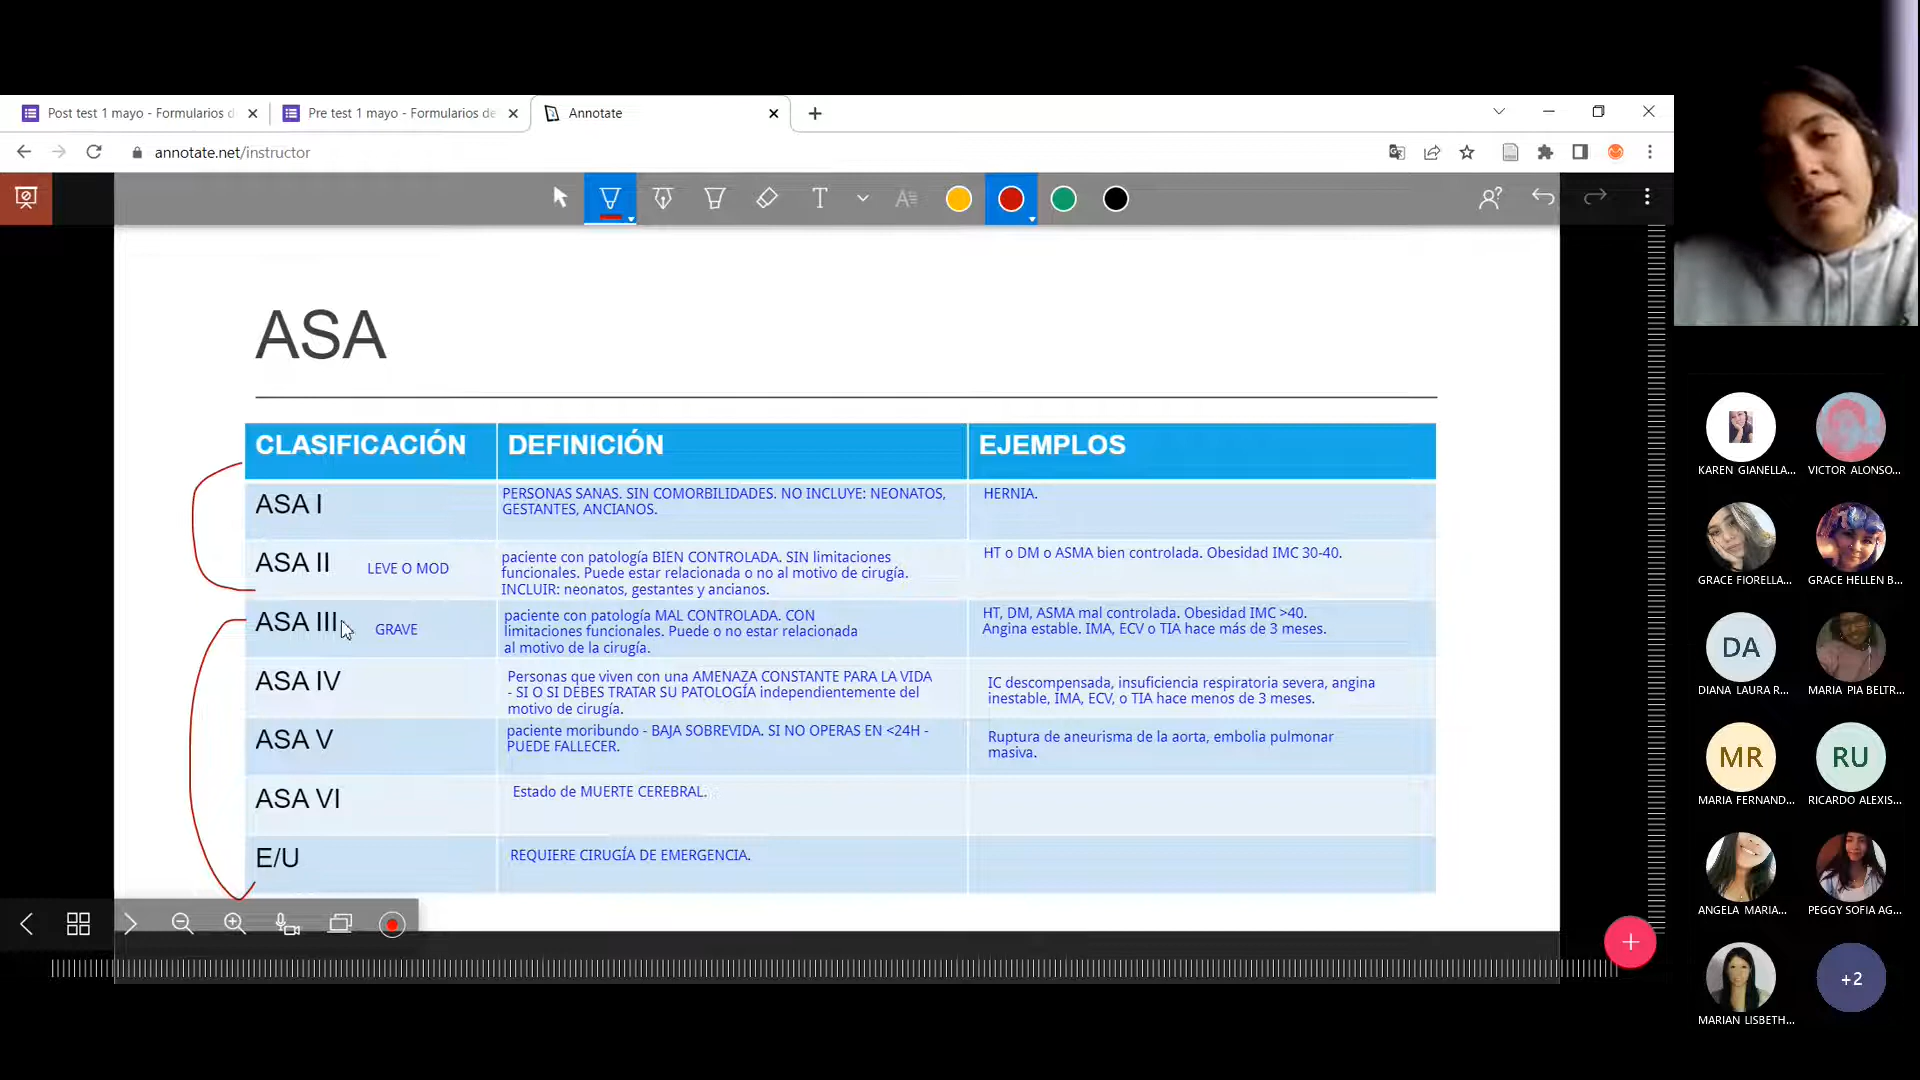 Post test 1 mayo - Formularios d
Pre test 1 mayo - Formularios de
Annotate
annotate.net/instructor
ASA
CLASIFICACIÓN
DEFINICIÓN
EJEMPLOS
ASA I
PERSONAS SANAS. SIN COMORBILIDADES. NO INCLUYE: NEONATOS,
GESTANTES, ANCIANOS.
HERNIA.
ASA II
LEVE O MOD
paciente con patología BIEN CONTROLADA. SIN limitaciones
funcionales. Puede estar relacionada o no al motivo de cirugía.
INCLUIR: neonatos, gestantes y ancianos.
HT o DM o ASMA bien controlada. Obesidad IMC 30-40.
ASA III
GRAVE
paciente con patología MAL CONTROLADA. CON
limitaciones funcionales. Puede o no estar relacionada
al motivo de la cirugía.
HT, DM, ASMA mal controlada. Obesidad IMC >40.
Angina estable. IMA, ECV o TIA hace más de 3 meses.
ASA IV
Personas que viven con una AMENAZA CONSTANTE PARA LA VIDA
- SI O SI DEBES TRATAR SU PATOLOGÍA independientemente del
motivo de cirugía.
IC descompensada, insuficiencia respiratoria severa, angina
inestable, IMA, ECV, o TIA hace menos de 3 meses.
ASA V
paciente moribundo - BAJA SOBREVIDA. SI NO OPERAS EN <24H -
PUEDE FALLECER.
Ruptura de aneurisma de la aorta, embolia pulmonar
masiva.
ASA VI
Estado de MUERTE CEREBRAL.
E/U
REQUIERE CIRUGÍA DE EMERGENCIA.
KAREN GIANELLA...
VICTOR ALONSO...
GRACE FIORELLA...
GRACE HELLEN B...
DA
DIANA LAURA R...
MARIA PIA BELTR...
MR
RU
MARIA FERNAND...
RICARDO ALEXIS...
ANGELA MARIA...
PEGGY SOFIA AG...
MARIAN LISBETH...
+2